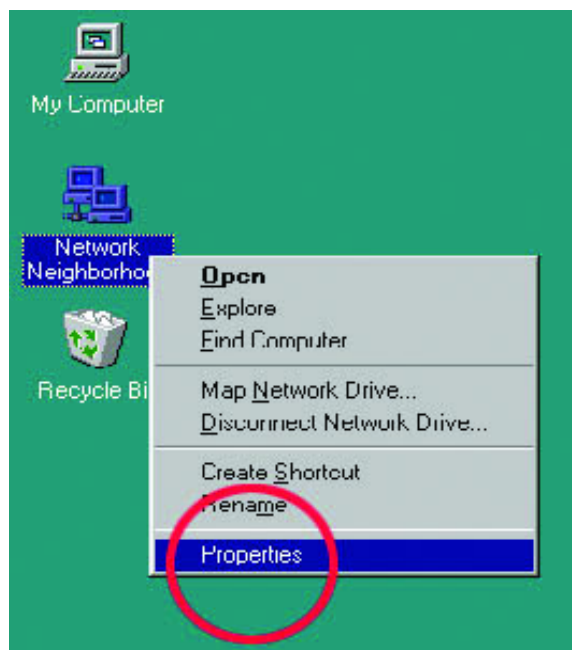 My Computer
Network
Neighborhoo
Recycle Bi
Open
Explore
Find Computer
Map Network Drive...
Disconnect Network Drive...
Create Shortcut
Rename
Properties